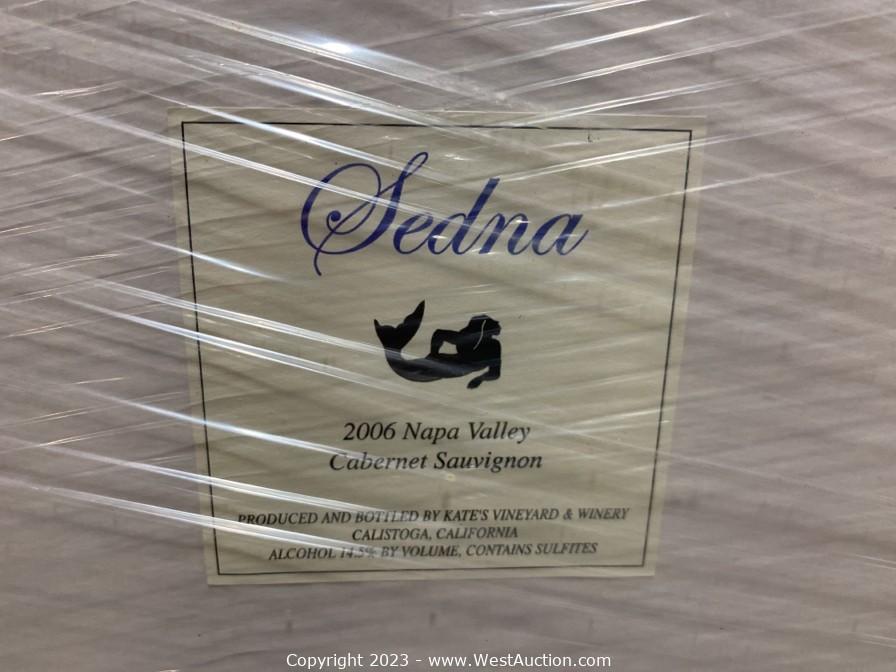 Sedna
2006 Napa Valley
Cabernet Sauvignon
PRODUCED AND BOTTLED BY KATE'S VINEYARD & WINERY
CALISTOGA, CALIFORNIA
ALCOHOL 14.5% BY VOLUME, CONTAINS SULFITES
Copyright 2023 - www.WestAuction.com